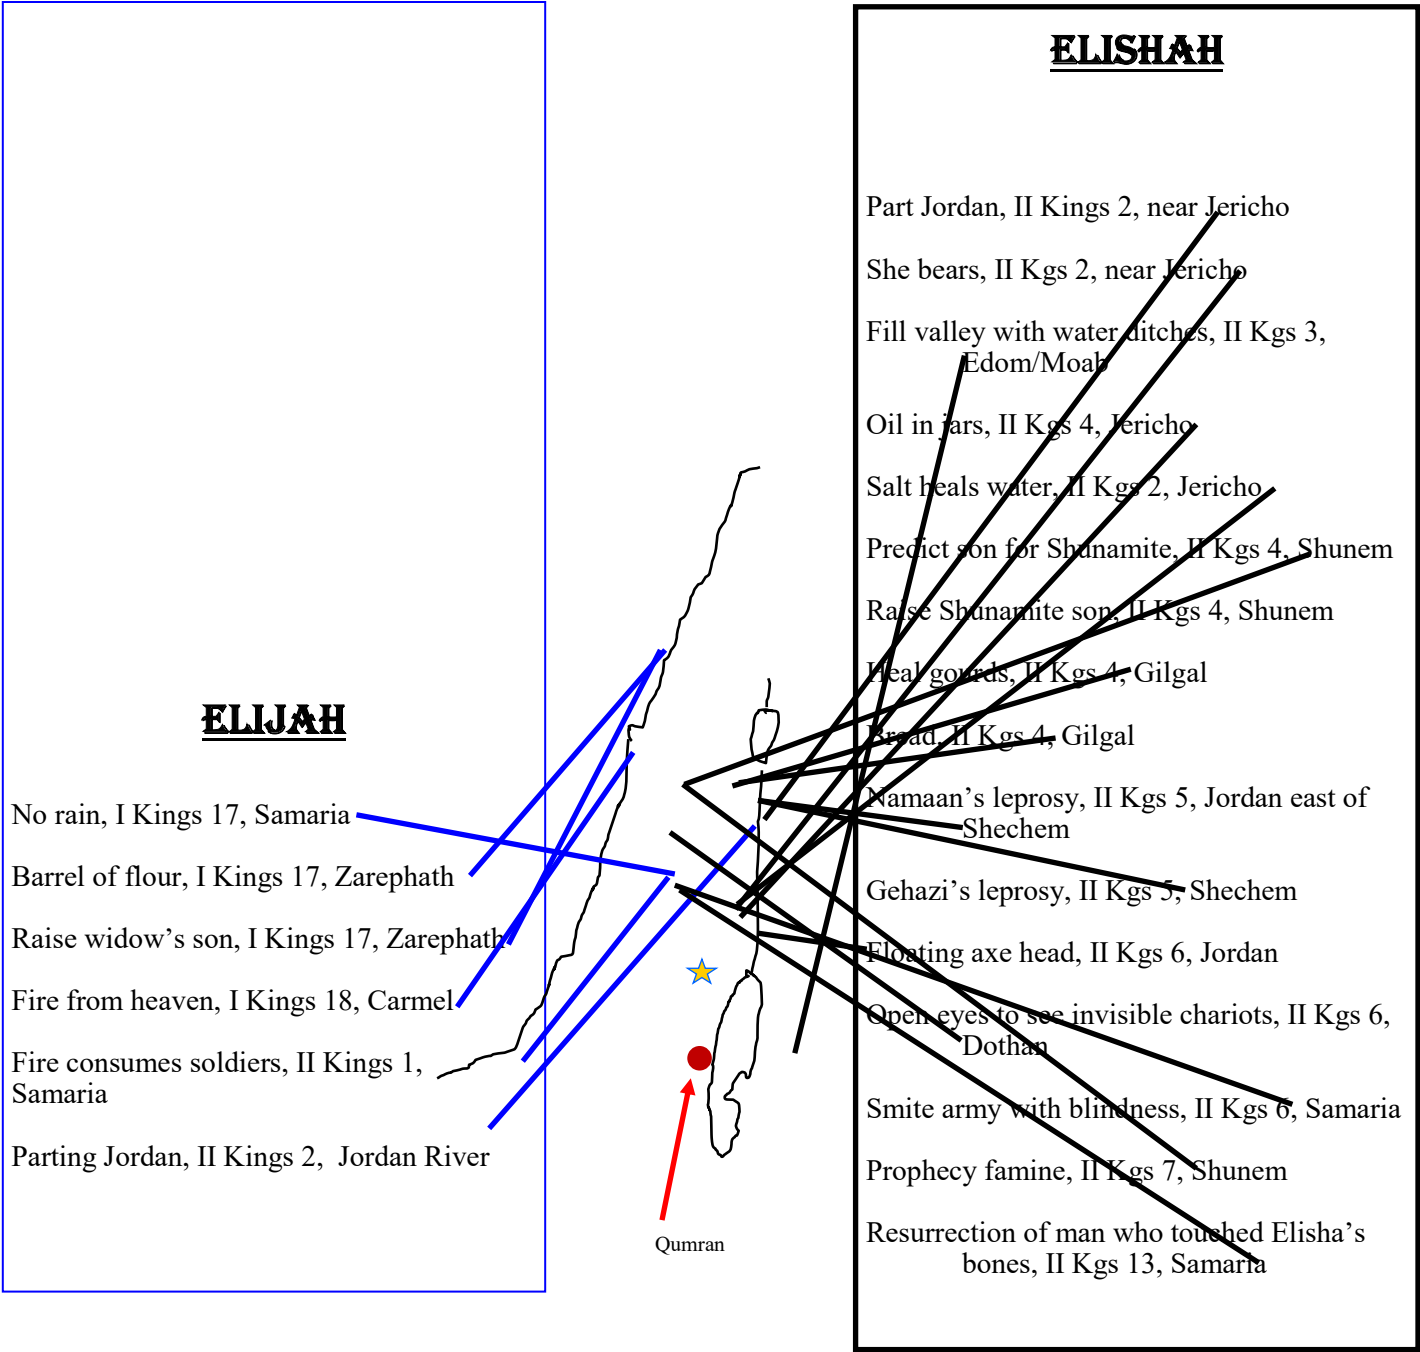 ELISHAH
Part Jordan, II Kings 2, near Jericho
She bears, II Kgs 2, near Jericho
Fill valley with water ditches, II Kgs 3,
Edom/Moab
Oil in jars, II Kgs 4, Jericho
Salt heals water, II Kgs 2, Jericho
Predict son for Shunamite, II Kgs 4, Shunem
Raise Shunamite son, II Kgs 4, Shunem
Heal gourds, II Kgs 4, Gilgal
Bread, II Kgs 4, Gilgal
Namaan’s leprosy, II Kgs 5, Jordan east of
Shechem
Gehazi’s leprosy, II Kgs 5, Shechem
Floating axe head, II Kgs 6, Jordan
Open eyes to see invisible chariots, II Kgs 6,
Dothan
Smite army with blindness, II Kgs 6, Samaria
Prophecy famine, II Kgs 7, Shunem
Resurrection of man who touched Elisha’s
bones, II Kgs 13, Samaria
ELIJAH
No rain, I Kings 17, Samaria
Barrel of flour, I Kings 17, Zarephath
Raise widow’s son, I Kings 17, Zarephath
Fire from heaven, I Kings 18, Carmel
Fire consumes soldiers, II Kings 1,
Samaria
Parting Jordan, II Kings 2, Jordan River
Qumran